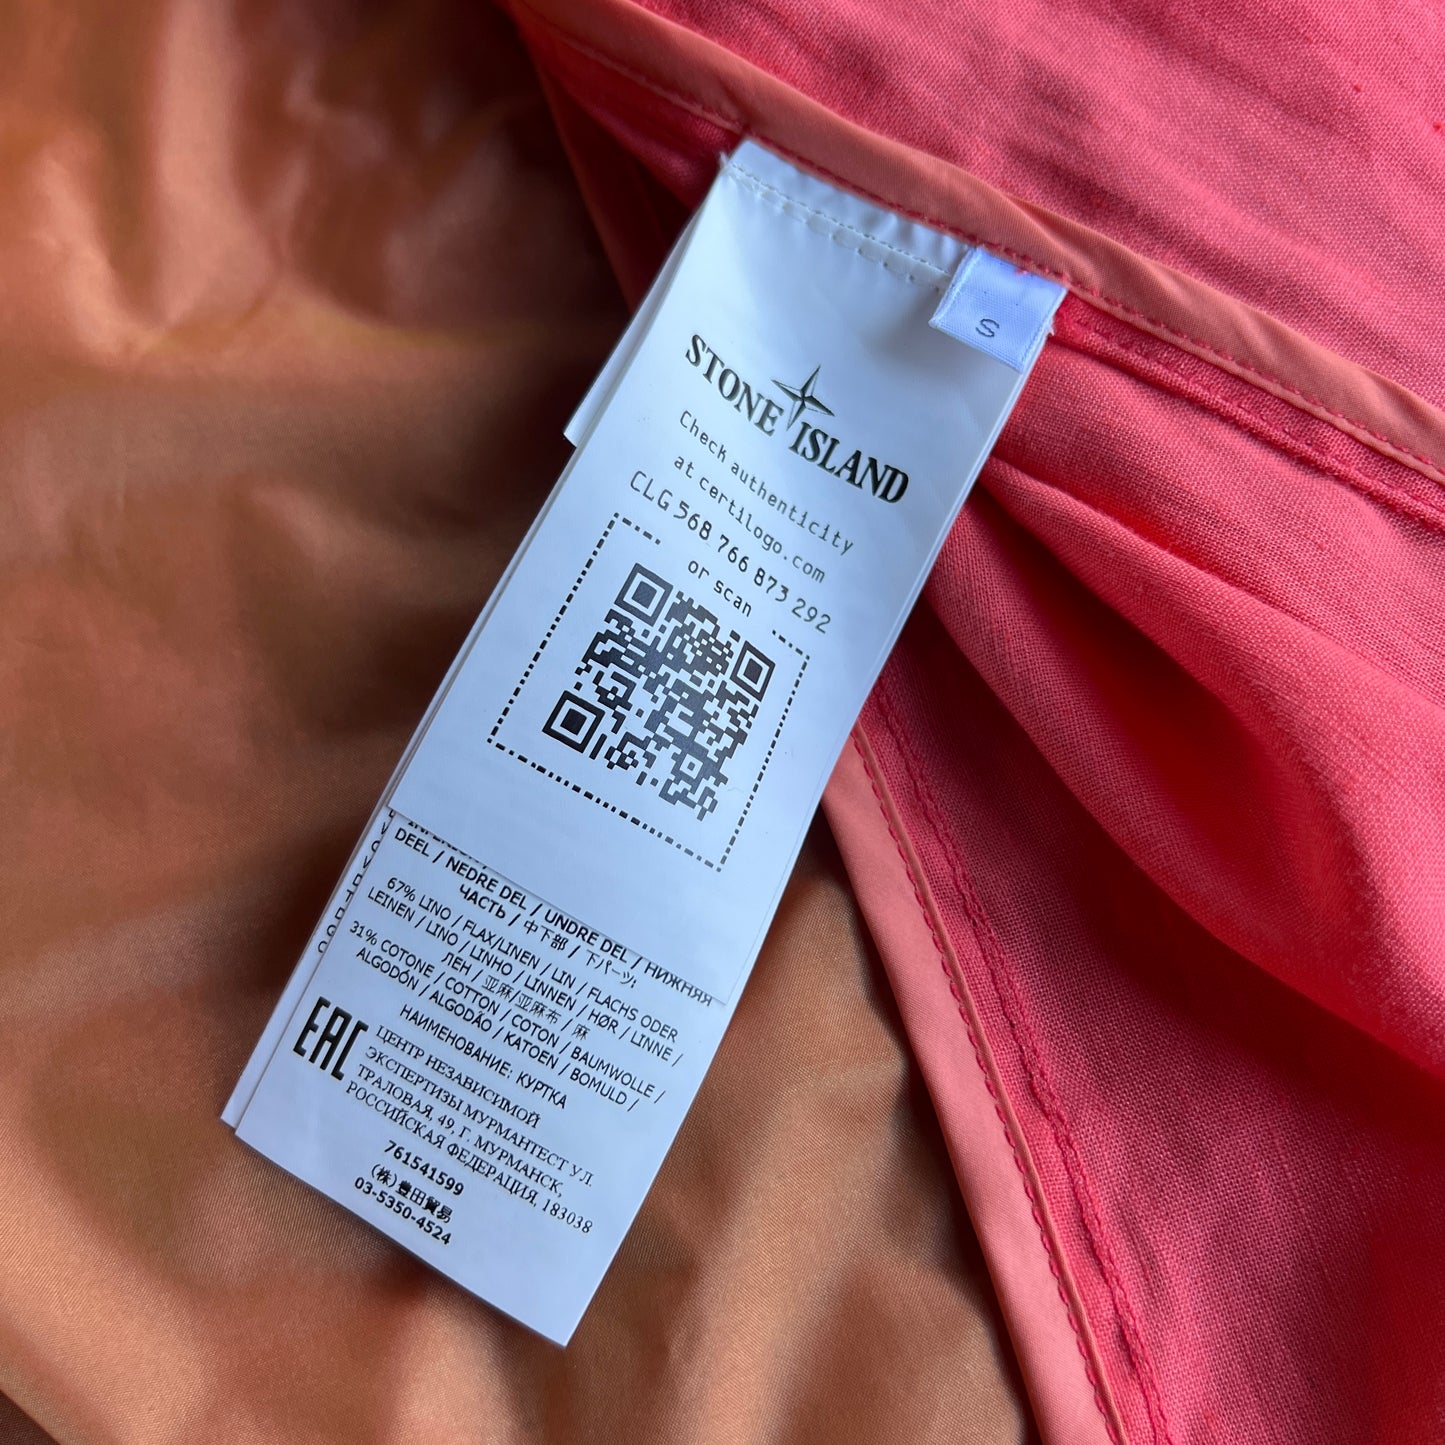 S
STONE ISLAND
Check authenticity
at certilogo.com
CLG 568 766 873 292
or scan
DEEL / NEDRE DEL / UNDRE DEL / НИЖНЯЯ
ЧАСТЬ / 中下部 / 下パーツ:
67% LINO / FLAX/LINEN / LIN / FLACHS ODER
LEINEN / LINO / LINHO / LINNEN / HØR / LINNE /
ЛЕН / 亚麻/亚麻布 / 麻
31% COTONE / COTTON / COTON / BAUMWOLLE /
ALGODÓN / ALGODÃO / KATOEN / BOMULD /
НАИМЕНОВАНИЕ: КУРТКА
EAC
ЦЕНТР НЕЗАВИСИМОЙ
ЭКСПЕРТИЗЫ МУРМАНТЕСТ УЛ.
ТРАЛОВАЯ, 49, Г. МУРМАНСК,
РОССИЙСКАЯ ФЕДЕРАЦИЯ, 183038
761541599
(株)豊田貿易
03-5350-4524